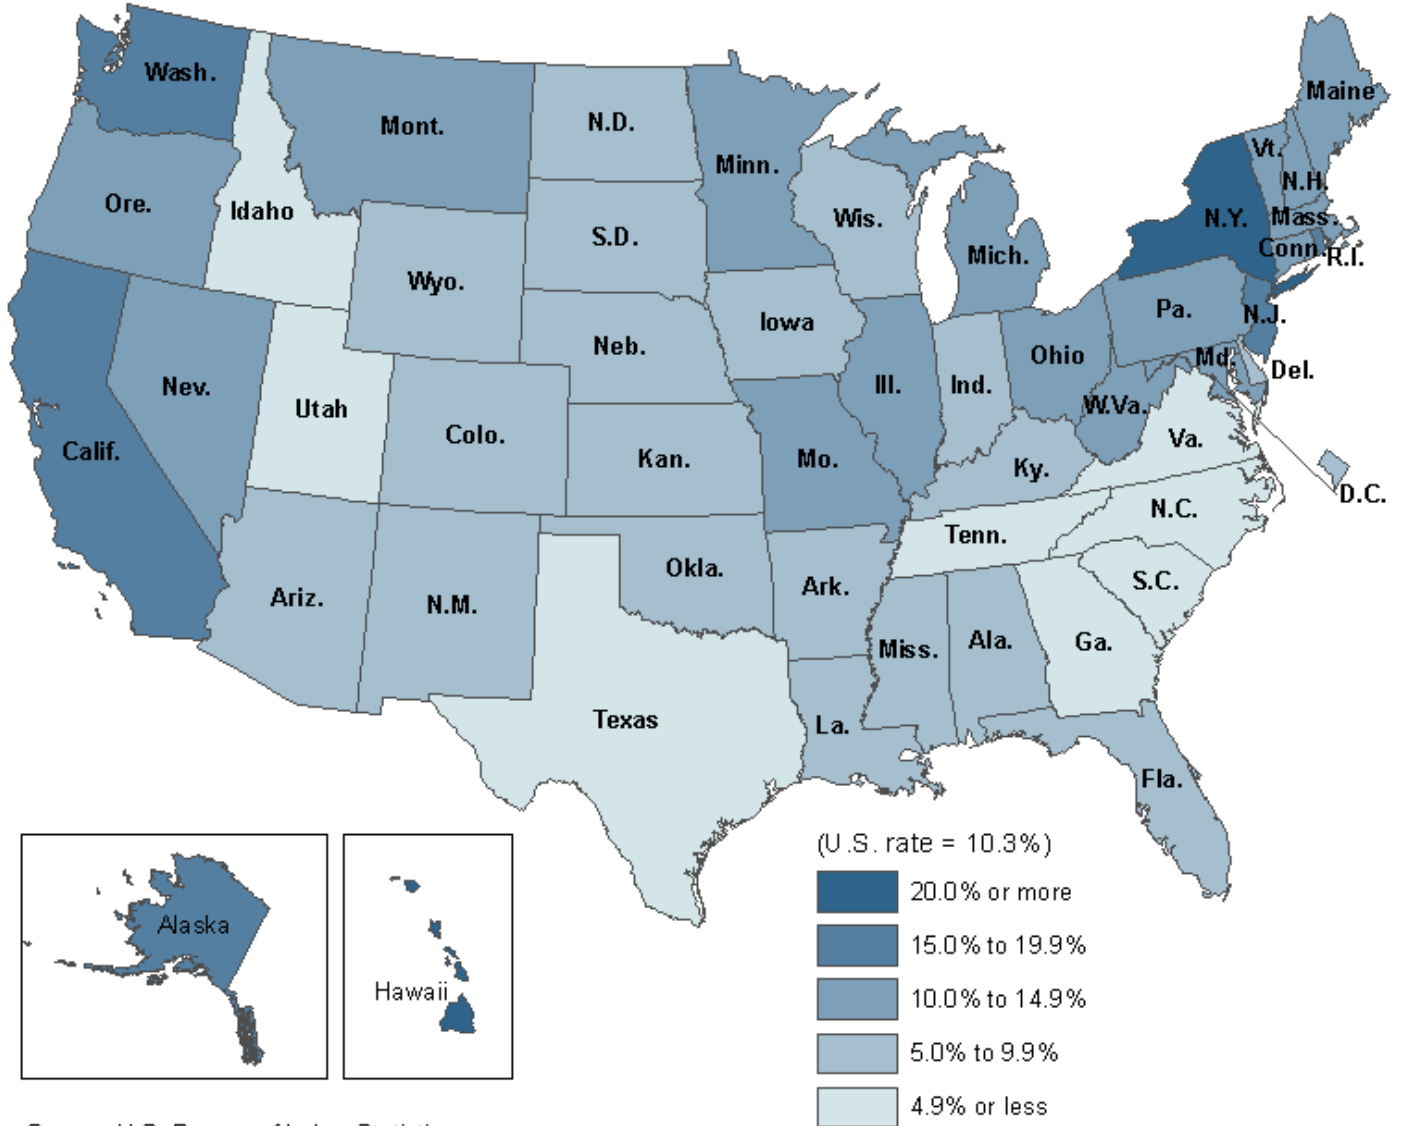 Wash.
Mont.
N.D.
Minn.
Maine
Vt.
N.H.
Ore.
Idaho
S.D.
Wis.
Mich.
N.Y.
Mass.
Conn.
R.I.
Wyo.
Iowa
Pa.
N.J.
Neb.
Ohio
Md.
Del.
Nev.
Utah
Ill.
Ind.
W.Va.
Calif.
Colo.
Kan.
Mo.
Ky.
Va.
D.C.
N.C.
Tenn.
Okla.
Ark.
S.C.
Ariz.
N.M.
Miss.
Ala.
Ga.
Texas
La.
Fla.
Alaska
Hawaii
(U.S. rate = 10.3%)
20.0% or more
15.0% to 19.9%
10.0% to 14.9%
5.0% to 9.9%
4.9% or less